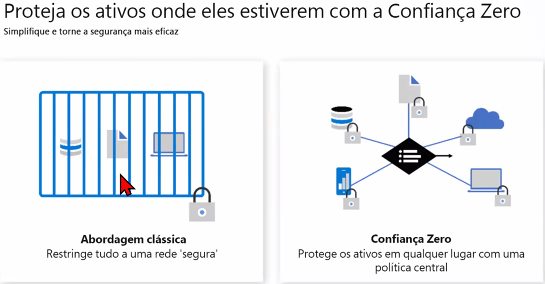 Proteja os ativos onde eles estiverem com a Confiança Zero
Simplifique e torne a segurança mais eficaz
Abordagem clássica
Restringe tudo a uma rede 'segura'
Confiança Zero
Protege os ativos em qualquer lugar com uma
política central